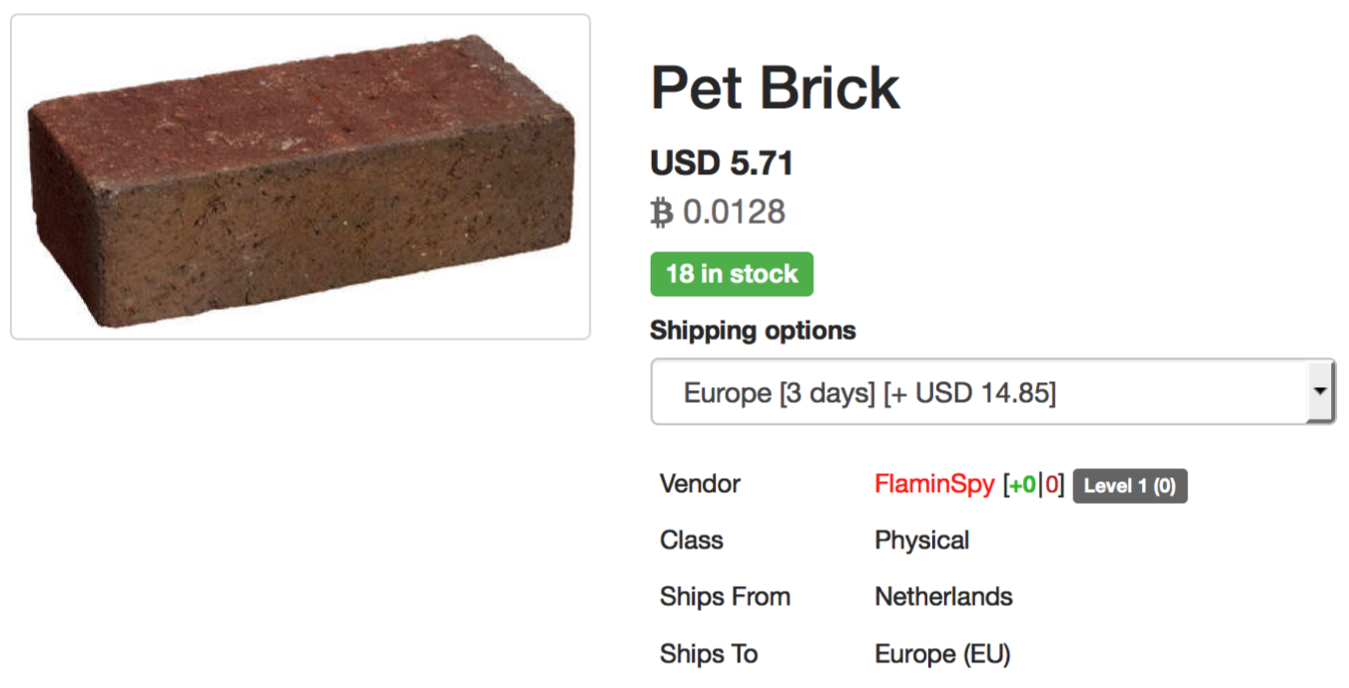 Pet Brick
USD 5.71
₿ 0.0128
18 in stock
Shipping options
Europe [3 days] [+ USD 14.85]
Vendor FlaminSpy [+0|0] Level 1 (0)
Class Physical
Ships From Netherlands
Ships To Europe (EU)